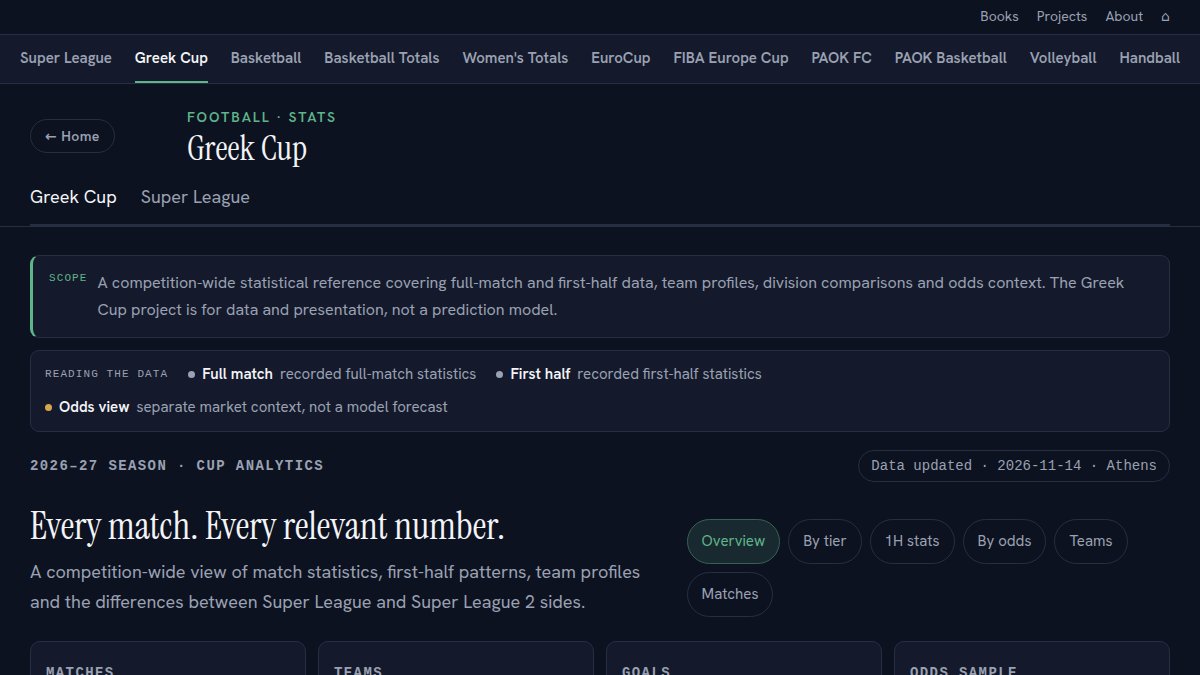 Books Projects About ⌂
Super League Greek Cup Basketball Basketball Totals Women's Totals EuroCup FIBA Europe Cup PAOK FC PAOK Basketball Volleyball Handball
← Home
FOOTBALL · STATS
Greek Cup
Greek Cup Super League
SCOPE A competition-wide statistical reference covering full-match and first-half data, team profiles, division comparisons and odds context. The Greek
Cup project is for data and presentation, not a prediction model.
READING THE DATA Full match recorded full-match statistics First half recorded first-half statistics
Odds view separate market context, not a model forecast
2026–27 SEASON · CUP ANALYTICS
Data updated · 2026-11-14 · Athens
Every match. Every relevant number.
A competition-wide view of match statistics, first-half patterns, team profiles
and the differences between Super League and Super League 2 sides.
Overview By tier 1H stats By odds Teams
Matches
MATCHES TEAMS GOALS ODDS SAMPLE